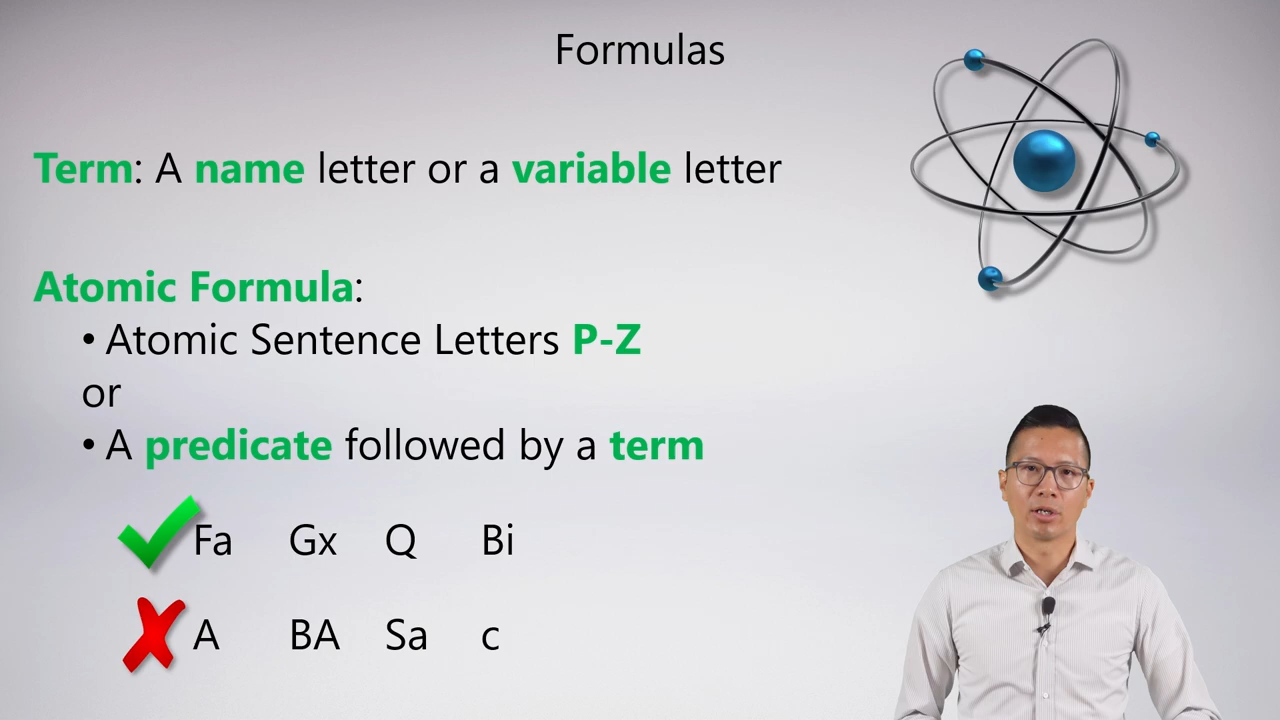 Formulas
Term: A name letter or a variable letter
Atomic Formula:
• Atomic Sentence Letters P-Z
or
• A predicate followed by a term
Fa Gx Q Bi
A BA Sa c